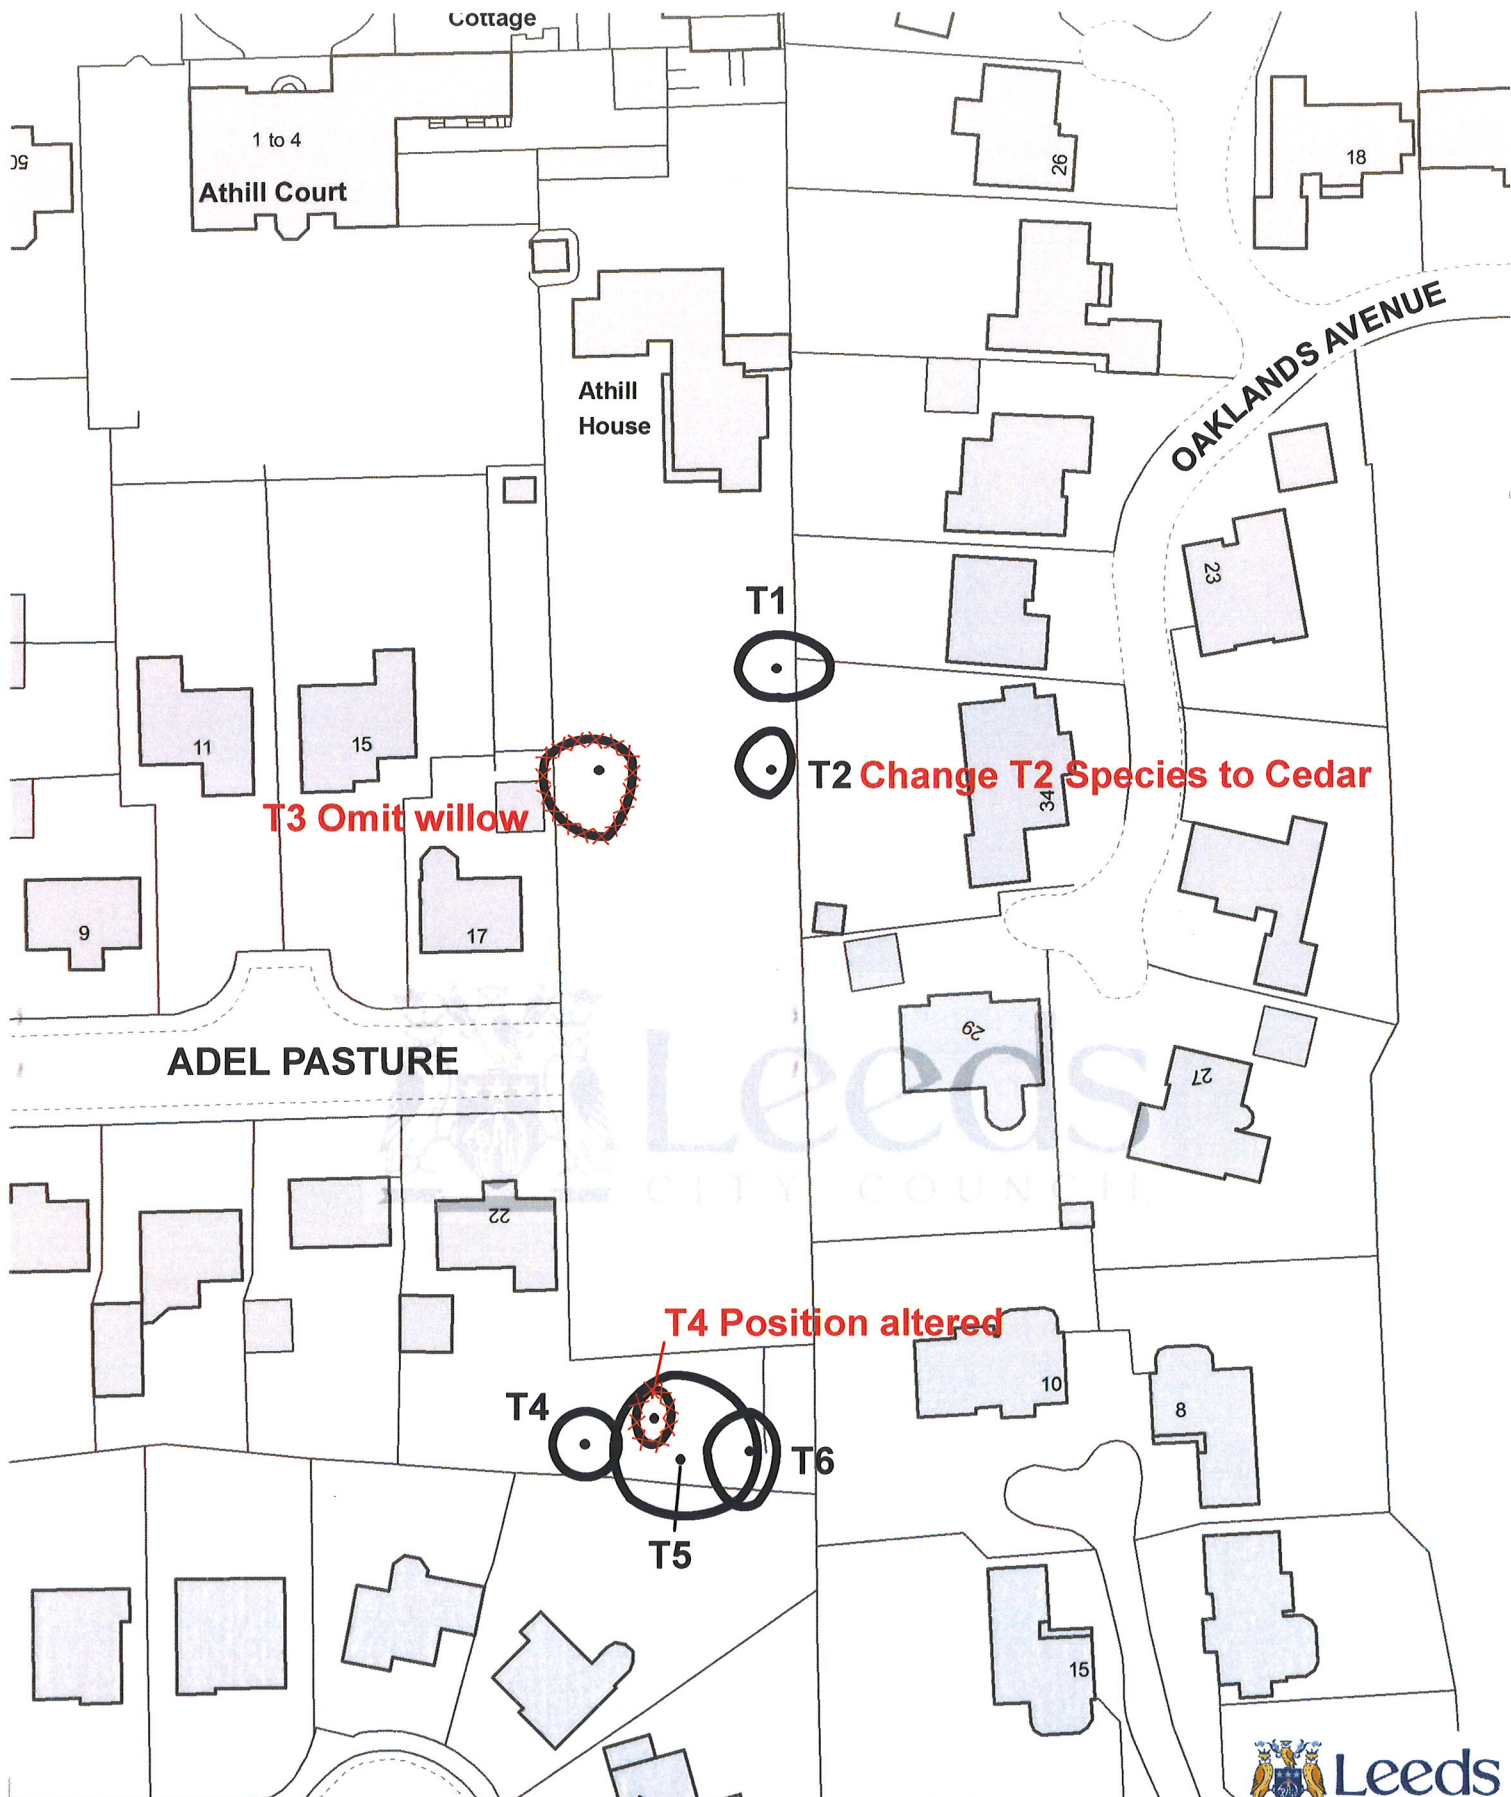 Cottage
1 to 4
Athill Court
50
26
18
OAKLANDS AVENUE
Athill
House
23
T1
11
15
T2 Change T2 Species to Cedar
34
T3 Omit willow
9
17
ADEL PASTURE
29
27
Leeds
CITY COUNCIL
22
T4 Position altered
10
8
T4
T6
T5
15
Leeds